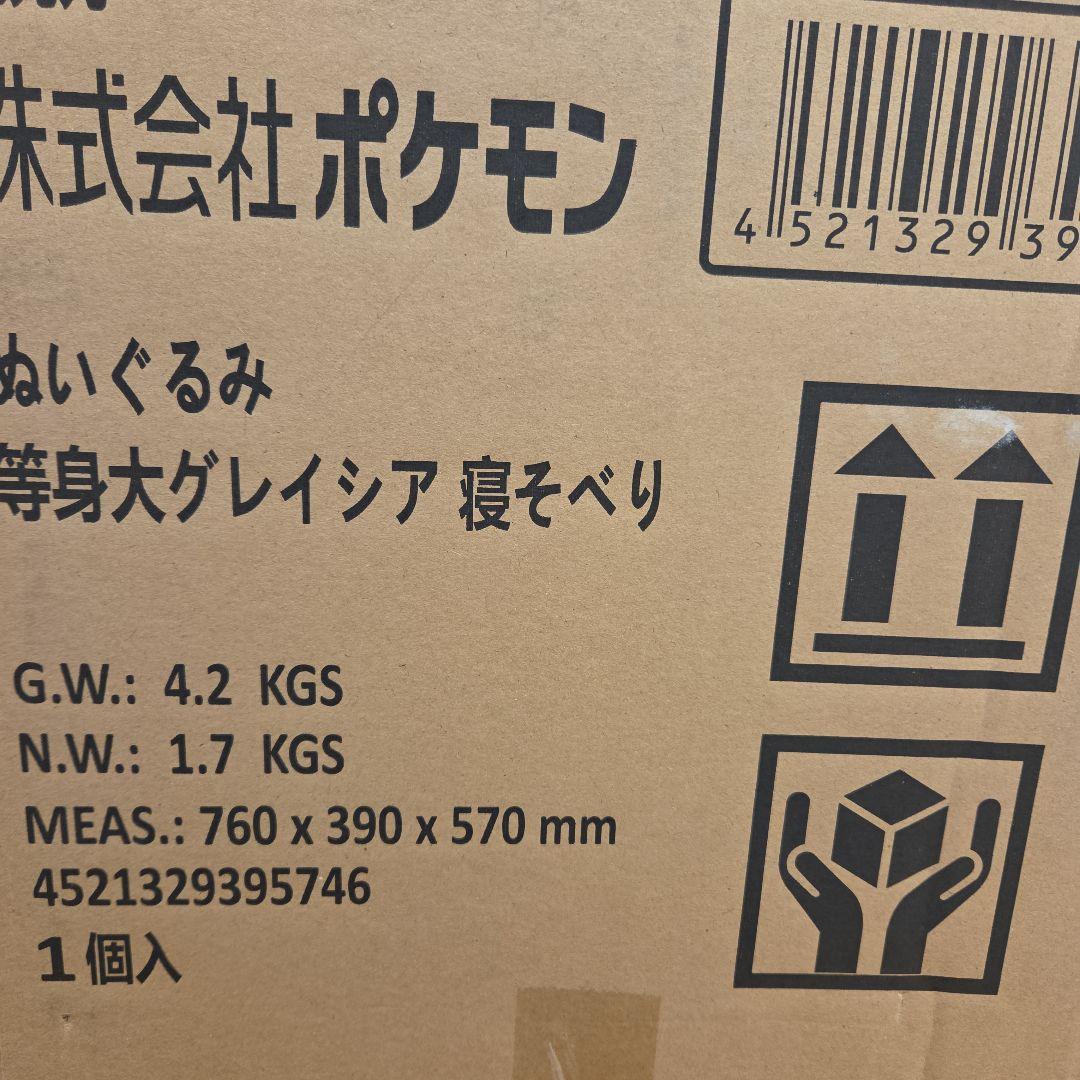 株式会社ポケモン
4 521329 39
ぬいぐるみ
等身大グレイシア 寝そべり
G.W.: 4.2 KGS
N.W.: 1.7 KGS
MEAS.: 760 x 390 x 570 mm
4521329395746
1個入